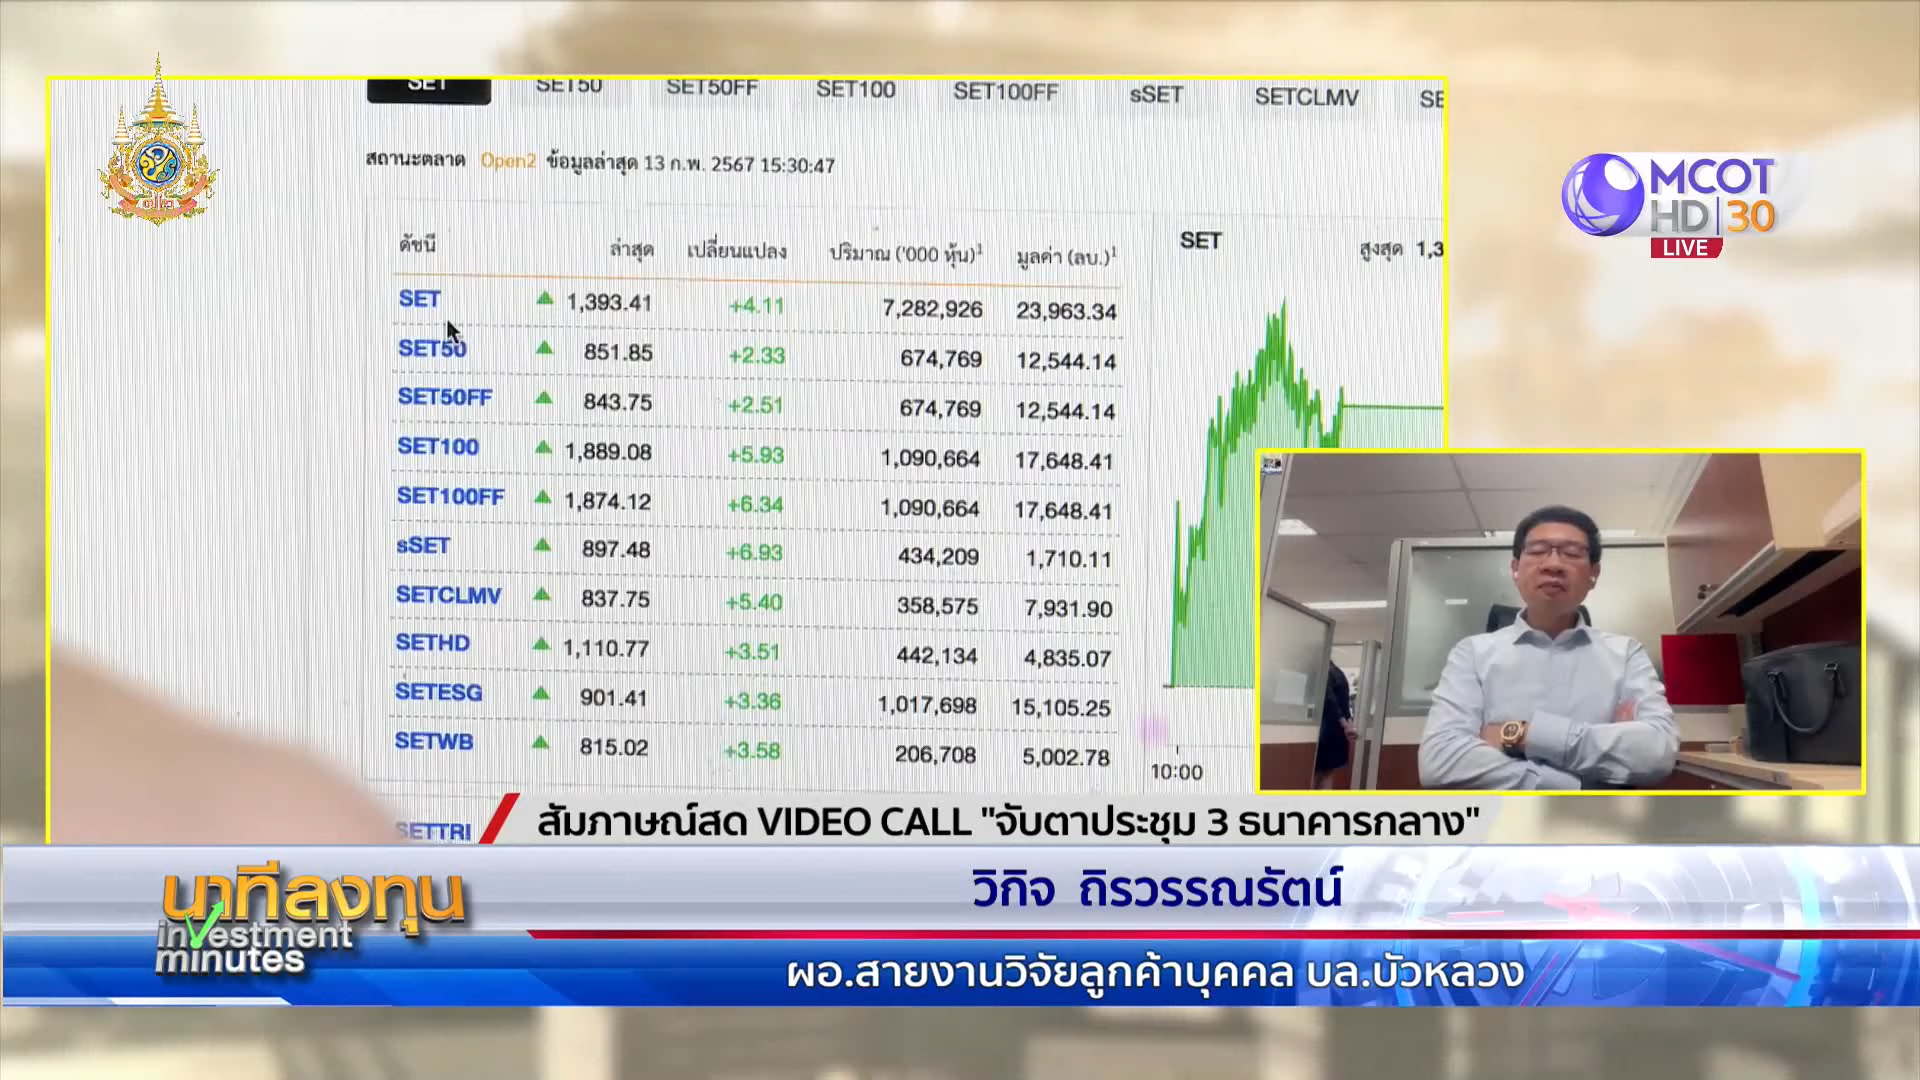 SET SET50 SET50FF SET100 SET100FF sSET SETCLMV
สถานะตลาด Open2 ข้อมูลล่าสุด 13 ก.พ. 2567 15:30:47
ดัชนี ล่าสุด เปลี่ยนแปลง ปริมาณ ('000 หุ้น)¹ มูลค่า (ลบ.)¹
SET 1,393.41 +4.11 7,282,926 23,963.34
SET50 851.85 +2.33 674,769 12,544.14
SET50FF 843.75 +2.51 674,769 12,544.14
SET100 1,889.08 +5.93 1,090,664 17,648.41
SET100FF 1,874.12 +6.34 1,090,664 17,648.41
sSET 897.48 +6.93 434,209 1,710.11
SETCLMV 837.75 +5.40 358,575 7,931.90
SETHD 1,110.77 +3.51 442,134 4,835.07
SETESG 901.41 +3.36 1,017,698 15,105.25
SETWB 815.02 +3.58 206,708 5,002.78
SETTRI
SET สูงสุด
10:00
MCOT
HD 30
LIVE
สัมภาษณ์สด VIDEO CALL "จับตาประชุม 3 ธนาคารกลาง"
นาทีลงทุน
investment
minutes
วิกิจ ถิรวรรณรัตน์
ผอ.สายงานวิจัยลูกค้าบุคคล บล.บัวหลวง